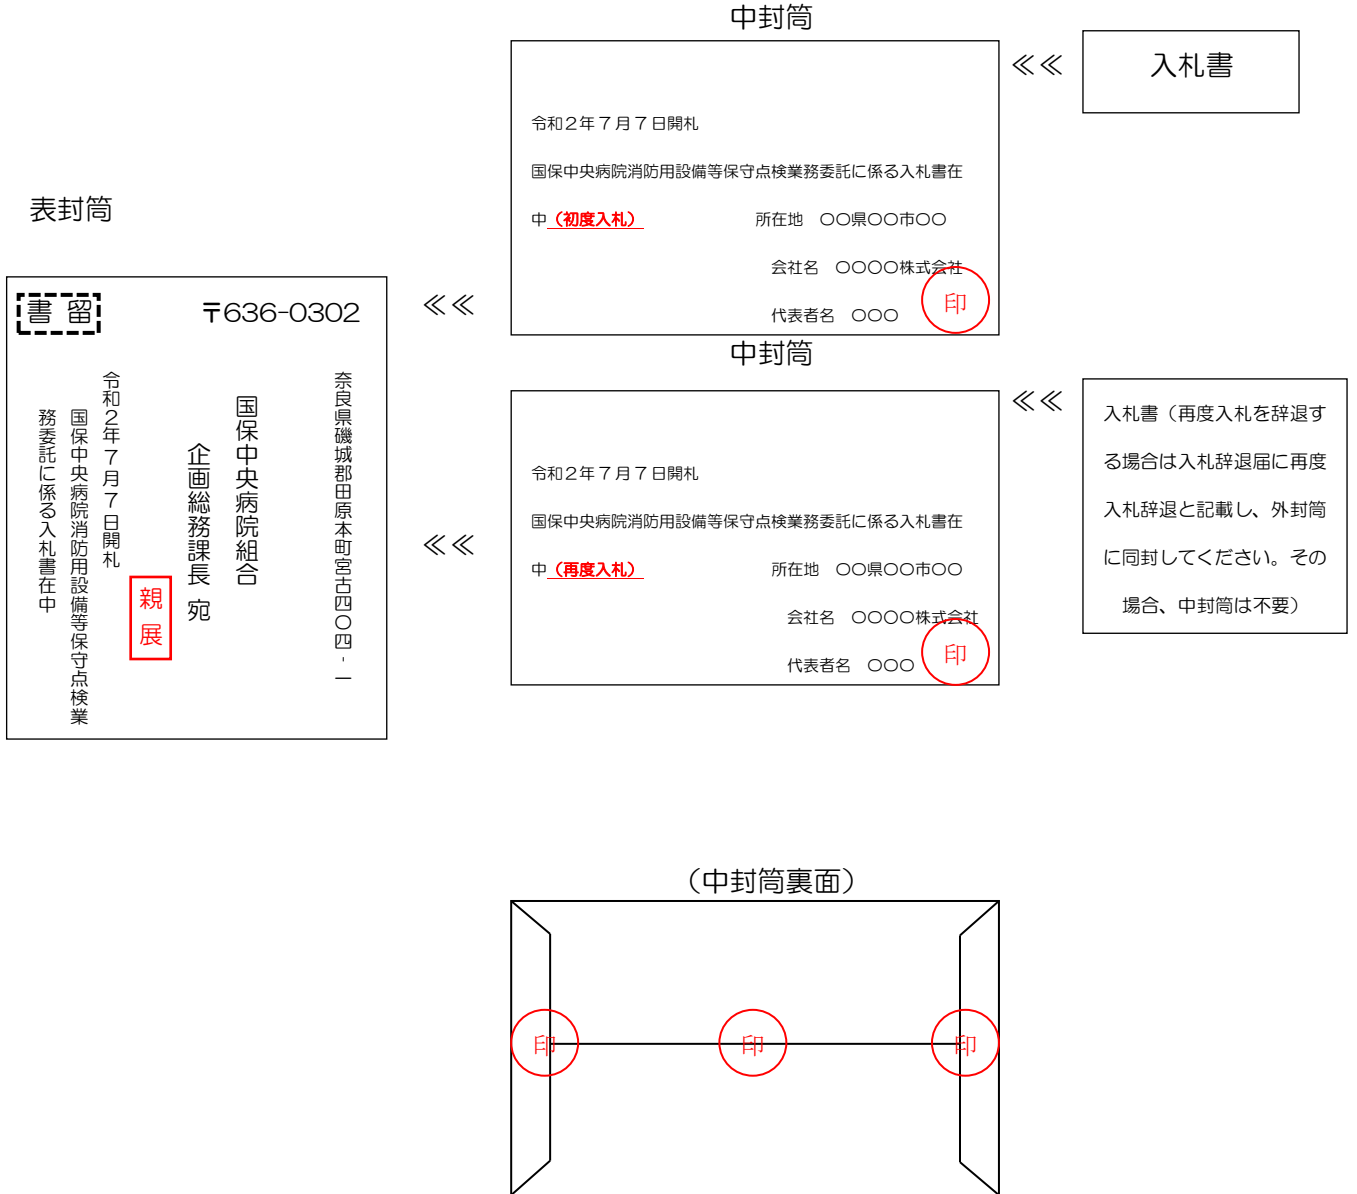 表封筒
書留
〒636-0302
奈良県磯城郡田原本町宮古四〇四-一
国保中央病院組合
企画総務課長 宛
親展
令和2年7月7日開札
国保中央病院消防用設備等保守点検業
務委託に係る入札書在中
≪≪
≪≪
中封筒
令和2年7月7日開札
国保中央病院消防用設備等保守点検業務委託に係る入札書在
中(初度入札) 所在地 〇〇県〇〇市〇〇
会社名 〇〇〇〇株式会社
代表者名 〇〇〇
印
≪≪
入札書
中封筒
令和2年7月7日開札
国保中央病院消防用設備等保守点検業務委託に係る入札書在
中(再度入札) 所在地 〇〇県〇〇市〇〇
会社名 〇〇〇〇株式会社
代表者名 〇〇〇
印
≪≪
入札書(再度入札を辞退す
る場合は入札辞退届に再度
入札辞退と記載し、外封筒
に同封してください。その
場合、中封筒は不要)
(中封筒裏面)
印 印 印